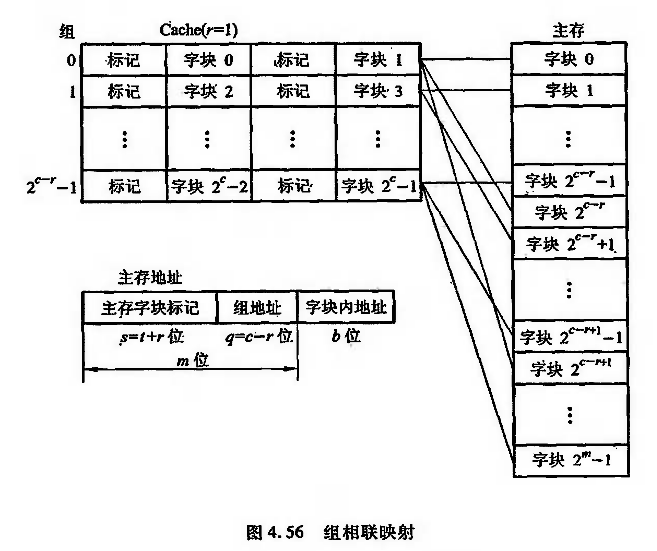 组 Cache(r=1) 主存
0 标记 字块 0 标记 字块 1 字块 0
1 标记 字块 2 标记 字块 3 字块 1
⋮ ⋮ ⋮ ⋮ ⋮
2^{c-r}-1 标记 字块 2^c-2 标记 字块 2^c-1 字块 2^{c-r}-1
字块 2^{c-r}
字块 2^{c-r}+1
⋮
字块 2^{c-r+1}-1
字块 2^{c-r+1}
⋮
字块 2^m-1
主存地址
主存字块标记 组地址 字块内地址
s=t+r 位 q=c-r 位 b 位
m 位
图 4.56 组相联映射